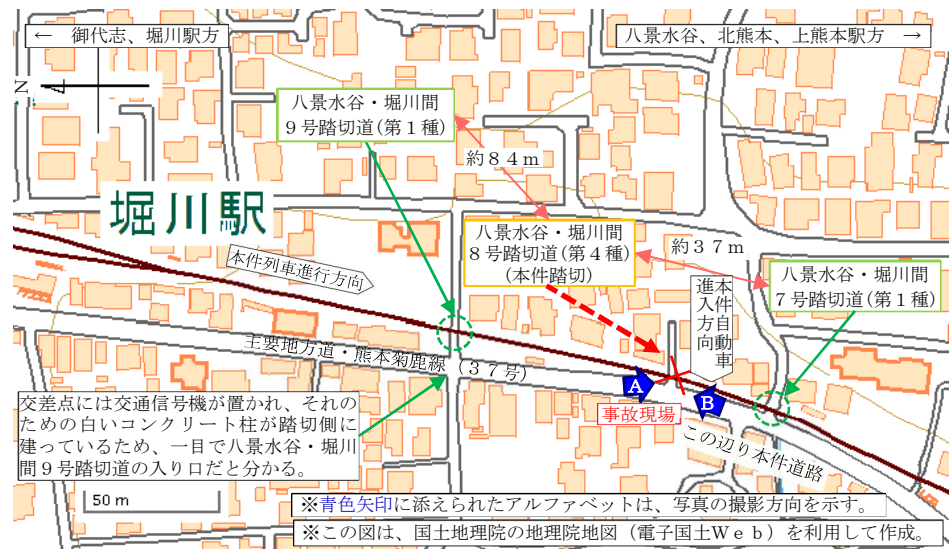 ← 御代志、堀川駅方
八景水谷、北熊本、上熊本駅方 →
N
八景水谷・堀川間
９号踏切道(第１種)
約８４ｍ
堀川駅
八景水谷・堀川間
８号踏切道(第４種)
(本件踏切)
約３７ｍ
八景水谷・堀川間
７号踏切道(第１種)
本件列車進行方向
本件自動車
進入方向
主要地方道・熊本菊鹿線（３７号）
A
B
事故現場
この辺り本件道路
交差点には交通信号機が置かれ、それの
ための白いコンクリート柱が踏切側に
建っているため、一目で八景水谷・堀川
間９号踏切道の入り口だと分かる。
50 m
※青色矢印に添えられたアルファベットは、写真の撮影方向を示す。
※この図は、国土地理院の地理院地図（電子国土Ｗｅｂ）を利用して作成。